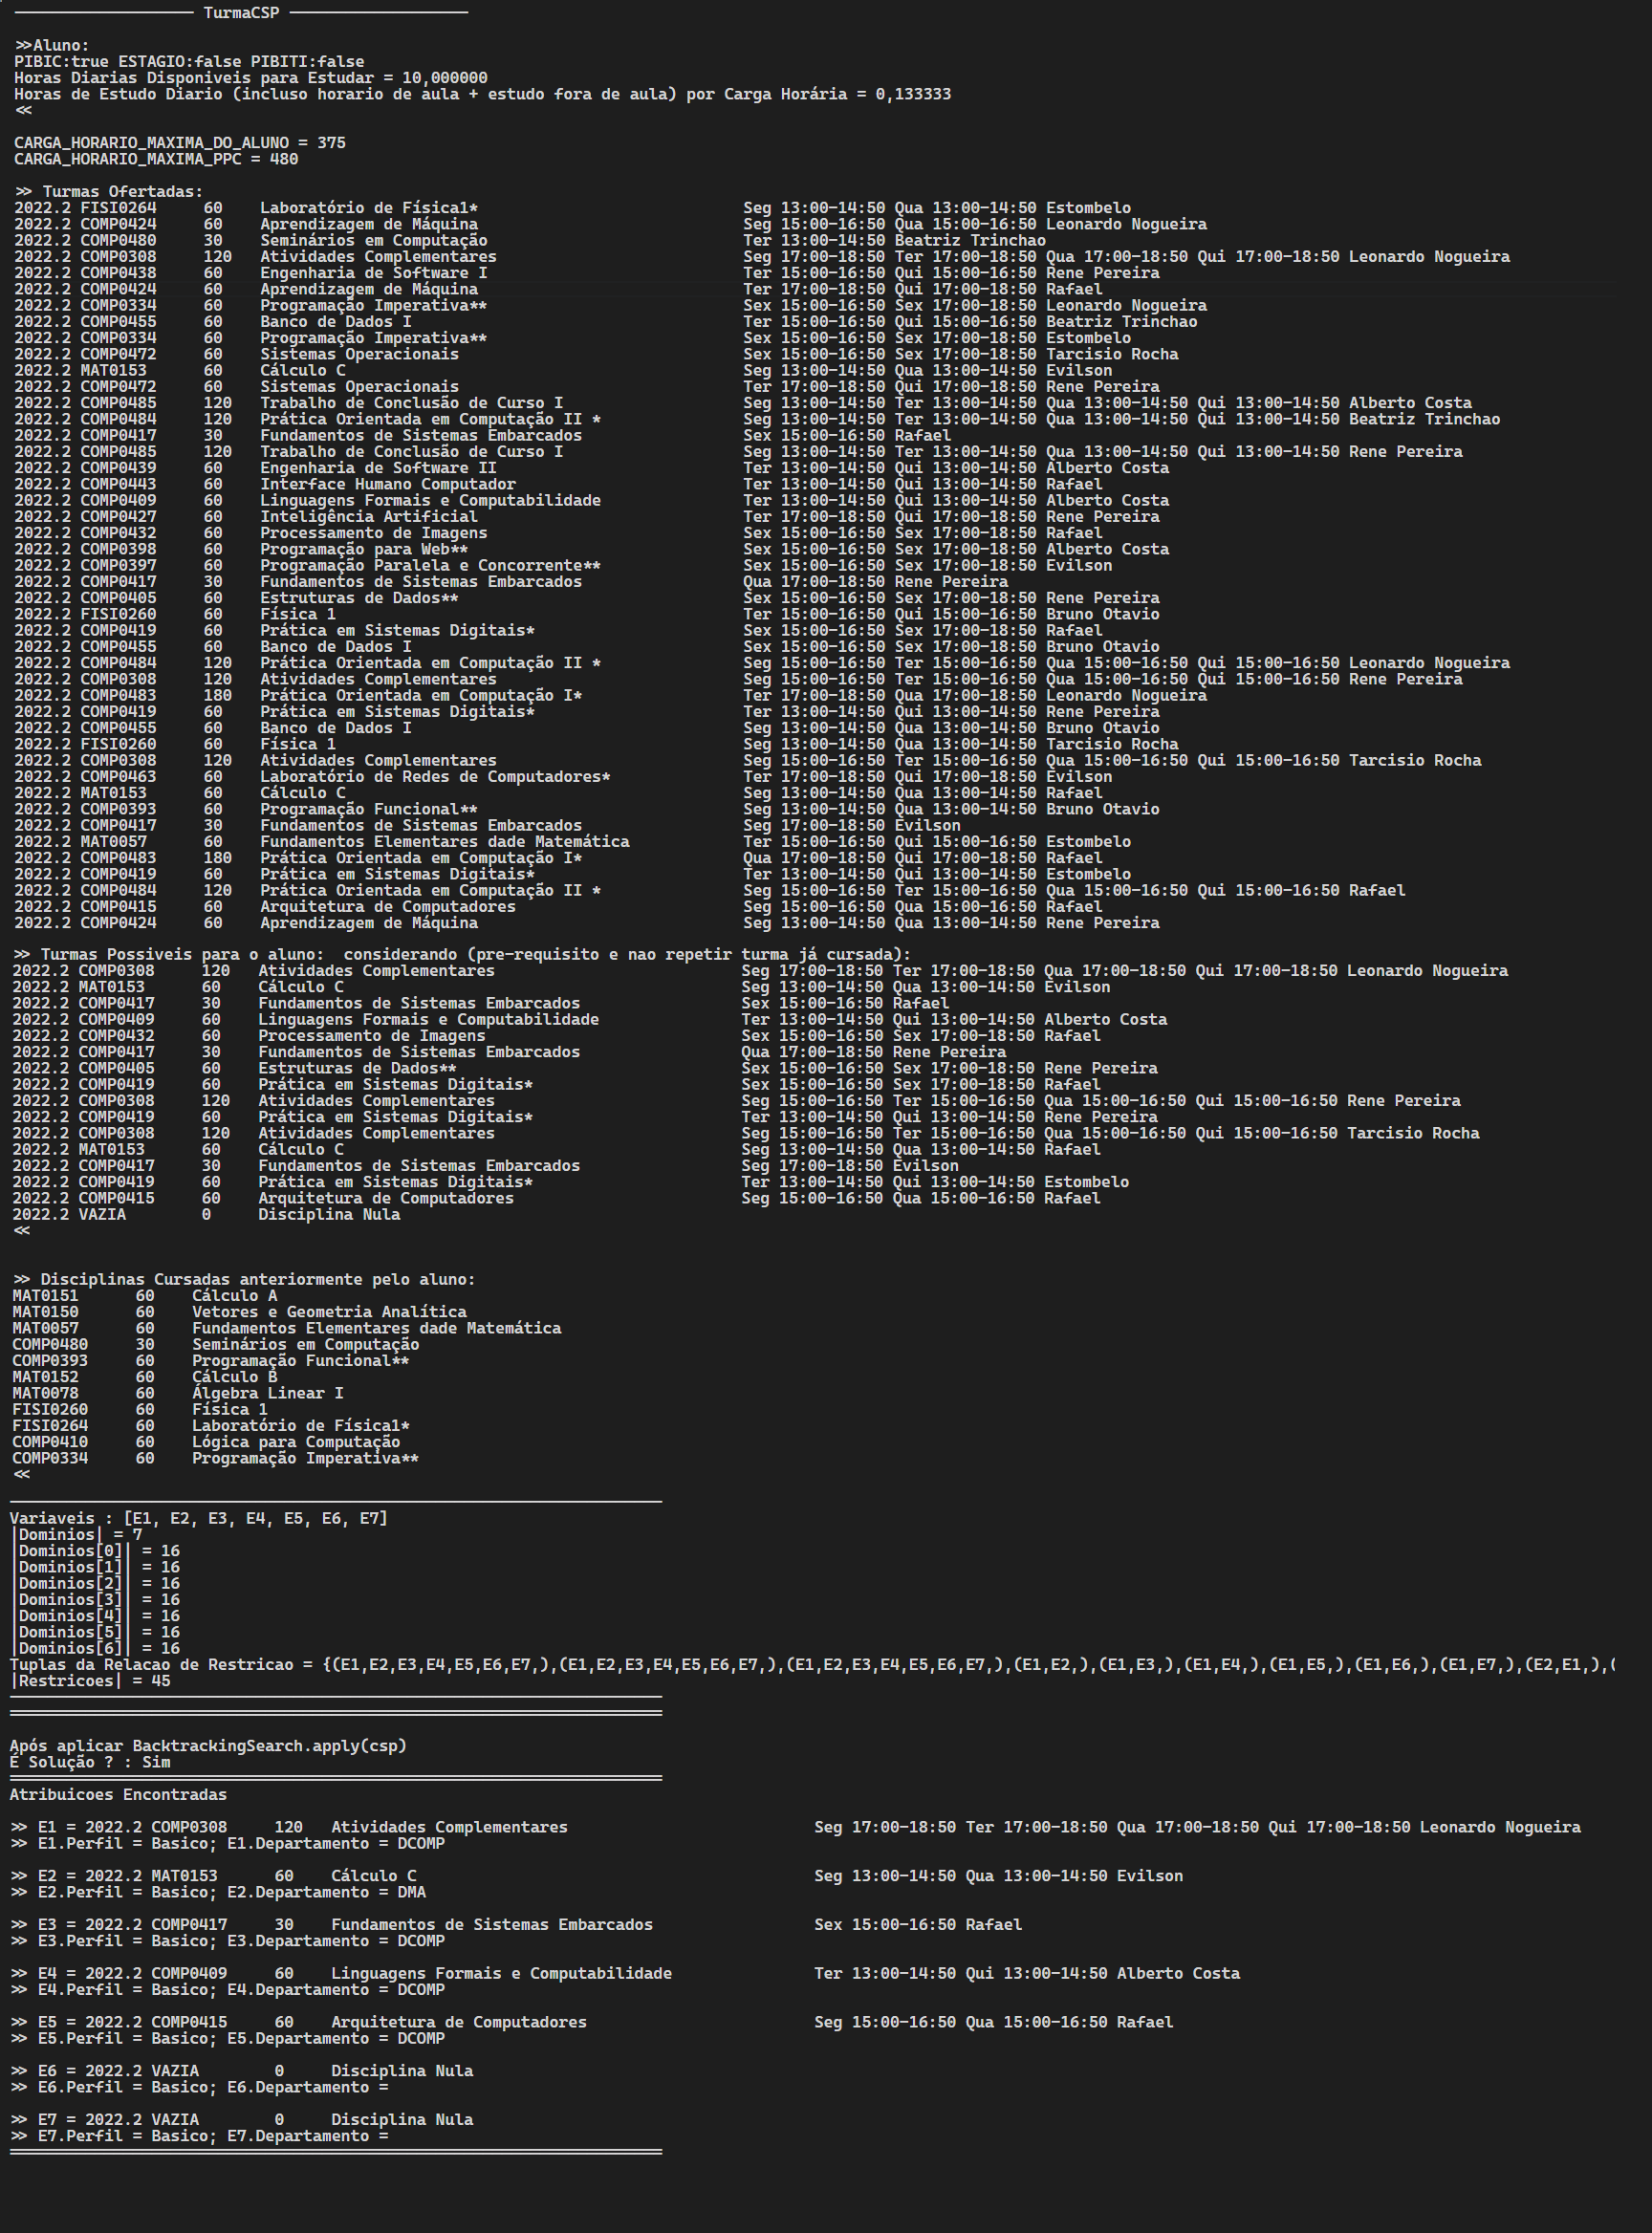 ─────────────────── TurmaCSP ───────────────────
>>Aluno:
PIBIC:true ESTAGIO:false PIBITI:false
Horas Diarias Disponiveis para Estudar = 10,000000
Horas de Estudo Diario (incluso horario de aula + estudo fora de aula) por Carga Horária = 0,133333
<<
CARGA_HORARIO_MAXIMA_DO_ALUNO = 375
CARGA_HORARIO_MAXIMA_PPC = 480
>> Turmas Ofertadas:
2022.2 FISI0264 60 Laboratório de Física1* Seg 13:00-14:50 Qua 13:00-14:50 Estombelo
2022.2 COMP0424 60 Aprendizagem de Máquina Seg 15:00-16:50 Qua 15:00-16:50 Leonardo Nogueira
2022.2 COMP0480 30 Seminários em Computação Ter 13:00-14:50 Beatriz Trinchao
2022.2 COMP0308 120 Atividades Complementares Seg 17:00-18:50 Ter 17:00-18:50 Qua 17:00-18:50 Qui 17:00-18:50 Leonardo Nogueira
2022.2 COMP0438 60 Engenharia de Software I Ter 15:00-16:50 Qui 15:00-16:50 Rene Pereira
2022.2 COMP0424 60 Aprendizagem de Máquina Ter 17:00-18:50 Qui 17:00-18:50 Rafael
2022.2 COMP0334 60 Programação Imperativa** Sex 15:00-16:50 Sex 17:00-18:50 Leonardo Nogueira
2022.2 COMP0455 60 Banco de Dados I Ter 15:00-16:50 Qui 15:00-16:50 Beatriz Trinchao
2022.2 COMP0334 60 Programação Imperativa** Sex 15:00-16:50 Sex 17:00-18:50 Estombelo
2022.2 COMP0472 60 Sistemas Operacionais Sex 15:00-16:50 Sex 17:00-18:50 Tarcisio Rocha
2022.2 MAT0153 60 Cálculo C Seg 13:00-14:50 Qua 13:00-14:50 Evilson
2022.2 COMP0472 60 Sistemas Operacionais Ter 17:00-18:50 Qui 17:00-18:50 Rene Pereira
2022.2 COMP0485 120 Trabalho de Conclusão de Curso I Seg 13:00-14:50 Ter 13:00-14:50 Qua 13:00-14:50 Qui 13:00-14:50 Alberto Costa
2022.2 COMP0484 120 Prática Orientada em Computação II * Seg 13:00-14:50 Ter 13:00-14:50 Qua 13:00-14:50 Qui 13:00-14:50 Beatriz Trinchao
2022.2 COMP0417 30 Fundamentos de Sistemas Embarcados Sex 15:00-16:50 Rafael
2022.2 COMP0485 120 Trabalho de Conclusão de Curso I Seg 13:00-14:50 Ter 13:00-14:50 Qua 13:00-14:50 Qui 13:00-14:50 Rene Pereira
2022.2 COMP0439 60 Engenharia de Software II Ter 13:00-14:50 Qui 13:00-14:50 Alberto Costa
2022.2 COMP0443 60 Interface Humano Computador Ter 13:00-14:50 Qui 13:00-14:50 Rafael
2022.2 COMP0409 60 Linguagens Formais e Computabilidade Ter 13:00-14:50 Qui 13:00-14:50 Alberto Costa
2022.2 COMP0427 60 Inteligência Artificial Ter 17:00-18:50 Qui 17:00-18:50 Rene Pereira
2022.2 COMP0432 60 Processamento de Imagens Sex 15:00-16:50 Sex 17:00-18:50 Rafael
2022.2 COMP0398 60 Programação para Web** Sex 15:00-16:50 Sex 17:00-18:50 Alberto Costa
2022.2 COMP0397 60 Programação Paralela e Concorrente** Sex 15:00-16:50 Sex 17:00-18:50 Evilson
2022.2 COMP0417 30 Fundamentos de Sistemas Embarcados Qua 17:00-18:50 Rene Pereira
2022.2 COMP0405 60 Estruturas de Dados** Sex 15:00-16:50 Sex 17:00-18:50 Rene Pereira
2022.2 FISI0260 60 Física 1 Ter 15:00-16:50 Qui 15:00-16:50 Bruno Otavio
2022.2 COMP0419 60 Prática em Sistemas Digitais* Sex 15:00-16:50 Sex 17:00-18:50 Rafael
2022.2 COMP0455 60 Banco de Dados I Sex 15:00-16:50 Sex 17:00-18:50 Bruno Otavio
2022.2 COMP0484 120 Prática Orientada em Computação II * Seg 15:00-16:50 Ter 15:00-16:50 Qua 15:00-16:50 Qui 15:00-16:50 Leonardo Nogueira
2022.2 COMP0308 120 Atividades Complementares Seg 15:00-16:50 Ter 15:00-16:50 Qua 15:00-16:50 Qui 15:00-16:50 Rene Pereira
2022.2 COMP0483 180 Prática Orientada em Computação I* Ter 17:00-18:50 Qua 17:00-18:50 Leonardo Nogueira
2022.2 COMP0419 60 Prática em Sistemas Digitais* Ter 13:00-14:50 Qui 13:00-14:50 Rene Pereira
2022.2 COMP0455 60 Banco de Dados I Seg 13:00-14:50 Qua 13:00-14:50 Bruno Otavio
2022.2 FISI0260 60 Física 1 Seg 13:00-14:50 Qua 13:00-14:50 Tarcisio Rocha
2022.2 COMP0308 120 Atividades Complementares Seg 15:00-16:50 Ter 15:00-16:50 Qua 15:00-16:50 Qui 15:00-16:50 Tarcisio Rocha
2022.2 COMP0463 60 Laboratório de Redes de Computadores* Ter 17:00-18:50 Qui 17:00-18:50 Evilson
2022.2 MAT0153 60 Cálculo C Seg 13:00-14:50 Qua 13:00-14:50 Rafael
2022.2 COMP0393 60 Programação Funcional** Seg 13:00-14:50 Qua 13:00-14:50 Bruno Otavio
2022.2 COMP0417 30 Fundamentos de Sistemas Embarcados Seg 17:00-18:50 Evilson
2022.2 MAT0057 60 Fundamentos Elementares dade Matemática Ter 15:00-16:50 Qui 15:00-16:50 Estombelo
2022.2 COMP0483 180 Prática Orientada em Computação I* Qua 17:00-18:50 Qui 17:00-18:50 Rafael
2022.2 COMP0419 60 Prática em Sistemas Digitais* Ter 13:00-14:50 Qui 13:00-14:50 Estombelo
2022.2 COMP0484 120 Prática Orientada em Computação II * Seg 15:00-16:50 Ter 15:00-16:50 Qua 15:00-16:50 Qui 15:00-16:50 Rafael
2022.2 COMP0415 60 Arquitetura de Computadores Seg 15:00-16:50 Qua 15:00-16:50 Rafael
2022.2 COMP0424 60 Aprendizagem de Máquina Seg 13:00-14:50 Qua 13:00-14:50 Rene Pereira
>> Turmas Possiveis para o aluno: considerando (pre-requisito e nao repetir turma já cursada):
2022.2 COMP0308 120 Atividades Complementares Seg 17:00-18:50 Ter 17:00-18:50 Qua 17:00-18:50 Qui 17:00-18:50 Leonardo Nogueira
2022.2 MAT0153 60 Cálculo C Seg 13:00-14:50 Qua 13:00-14:50 Evilson
2022.2 COMP0417 30 Fundamentos de Sistemas Embarcados Sex 15:00-16:50 Rafael
2022.2 COMP0409 60 Linguagens Formais e Computabilidade Ter 13:00-14:50 Qui 13:00-14:50 Alberto Costa
2022.2 COMP0432 60 Processamento de Imagens Sex 15:00-16:50 Sex 17:00-18:50 Rafael
2022.2 COMP0417 30 Fundamentos de Sistemas Embarcados Qua 17:00-18:50 Rene Pereira
2022.2 COMP0405 60 Estruturas de Dados** Sex 15:00-16:50 Sex 17:00-18:50 Rene Pereira
2022.2 COMP0419 60 Prática em Sistemas Digitais* Sex 15:00-16:50 Sex 17:00-18:50 Rafael
2022.2 COMP0308 120 Atividades Complementares Seg 15:00-16:50 Ter 15:00-16:50 Qua 15:00-16:50 Qui 15:00-16:50 Rene Pereira
2022.2 COMP0419 60 Prática em Sistemas Digitais* Ter 13:00-14:50 Qui 13:00-14:50 Rene Pereira
2022.2 COMP0308 120 Atividades Complementares Seg 15:00-16:50 Ter 15:00-16:50 Qua 15:00-16:50 Qui 15:00-16:50 Tarcisio Rocha
2022.2 MAT0153 60 Cálculo C Seg 13:00-14:50 Qua 13:00-14:50 Rafael
2022.2 COMP0417 30 Fundamentos de Sistemas Embarcados Seg 17:00-18:50 Evilson
2022.2 COMP0419 60 Prática em Sistemas Digitais* Ter 13:00-14:50 Qui 13:00-14:50 Estombelo
2022.2 COMP0415 60 Arquitetura de Computadores Seg 15:00-16:50 Qua 15:00-16:50 Rafael
2022.2 VAZIA 0 Disciplina Nula
<<
>> Disciplinas Cursadas anteriormente pelo aluno:
MAT0151 60 Cálculo A
MAT0150 60 Vetores e Geometria Analítica
MAT0057 60 Fundamentos Elementares dade Matemática
COMP0480 30 Seminários em Computação
COMP0393 60 Programação Funcional**
MAT0152 60 Cálculo B
MAT0078 60 Álgebra Linear I
FISI0260 60 Física 1
FISI0264 60 Laboratório de Física1*
COMP0410 60 Lógica para Computação
COMP0334 60 Programação Imperativa**
<<
Variaveis : [E1, E2, E3, E4, E5, E6, E7]
|Dominios| = 7
|Dominios[0]| = 16
|Dominios[1]| = 16
|Dominios[2]| = 16
|Dominios[3]| = 16
|Dominios[4]| = 16
|Dominios[5]| = 16
|Dominios[6]| = 16
Tuplas da Relacao de Restricao = {(E1,E2,E3,E4,E5,E6,E7,),(E1,E2,E3,E4,E5,E6,E7,),(E1,E2,E3,E4,E5,E6,E7,),(E1,E2,),(E1,E3,),(E1,E4,),(E1,E5,),(E1,E6,),(E1,E7,),(E2,E1,),(
|Restricoes| = 45
Após aplicar BacktrackingSearch.apply(csp)
É Solução ? : Sim
Atribuicoes Encontradas
>> E1 = 2022.2 COMP0308 120 Atividades Complementares Seg 17:00-18:50 Ter 17:00-18:50 Qua 17:00-18:50 Qui 17:00-18:50 Leonardo Nogueira
>> E1.Perfil = Basico; E1.Departamento = DCOMP
>> E2 = 2022.2 MAT0153 60 Cálculo C Seg 13:00-14:50 Qua 13:00-14:50 Evilson
>> E2.Perfil = Basico; E2.Departamento = DMA
>> E3 = 2022.2 COMP0417 30 Fundamentos de Sistemas Embarcados Sex 15:00-16:50 Rafael
>> E3.Perfil = Basico; E3.Departamento = DCOMP
>> E4 = 2022.2 COMP0409 60 Linguagens Formais e Computabilidade Ter 13:00-14:50 Qui 13:00-14:50 Alberto Costa
>> E4.Perfil = Basico; E4.Departamento = DCOMP
>> E5 = 2022.2 COMP0415 60 Arquitetura de Computadores Seg 15:00-16:50 Qua 15:00-16:50 Rafael
>> E5.Perfil = Basico; E5.Departamento = DCOMP
>> E6 = 2022.2 VAZIA 0 Disciplina Nula
>> E6.Perfil = Basico; E6.Departamento =
>> E7 = 2022.2 VAZIA 0 Disciplina Nula
>> E7.Perfil = Basico; E7.Departamento =